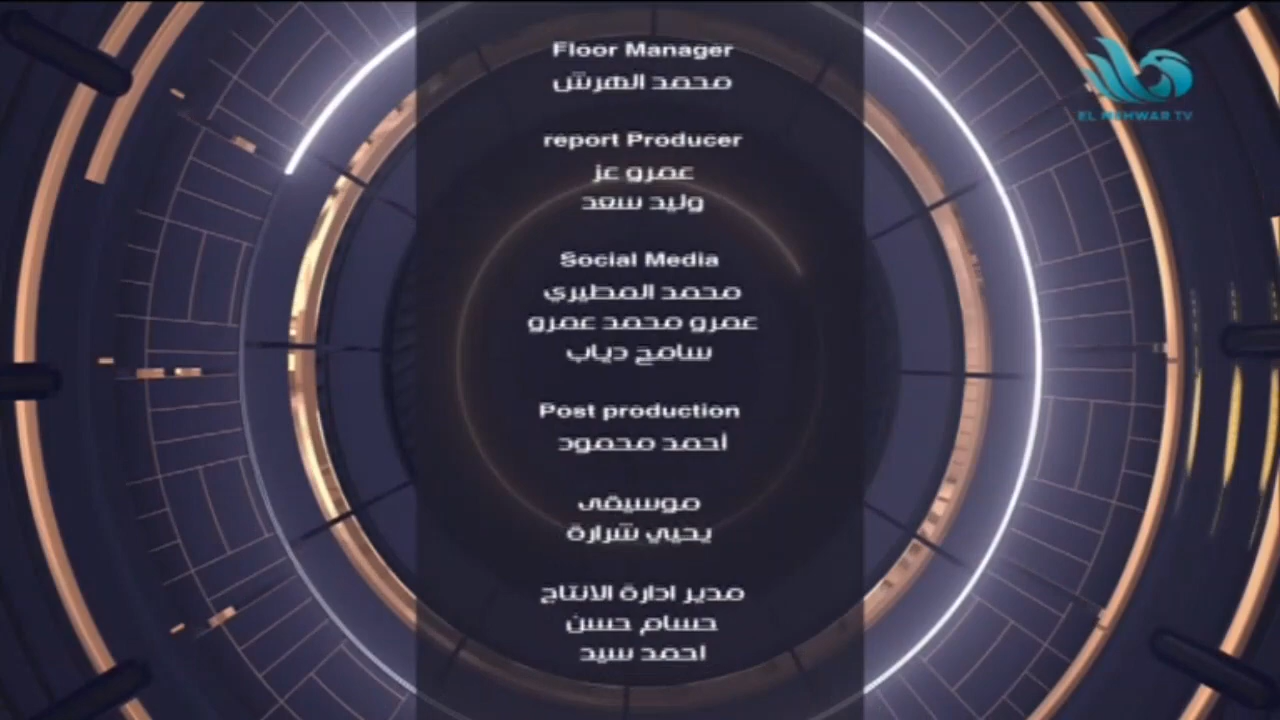 Floor Manager
محمد الهرش
report Producer
عمرو عز
وليد سعد
Social Media
محمد المطيري
عمرو محمد عمرو
سامح دياب
Post production
أحمد محمود
موسيقى
يحيي شرارة
مدير ادارة الانتاج
حسام حسن
احمد سيد
EL MEHWAR TV